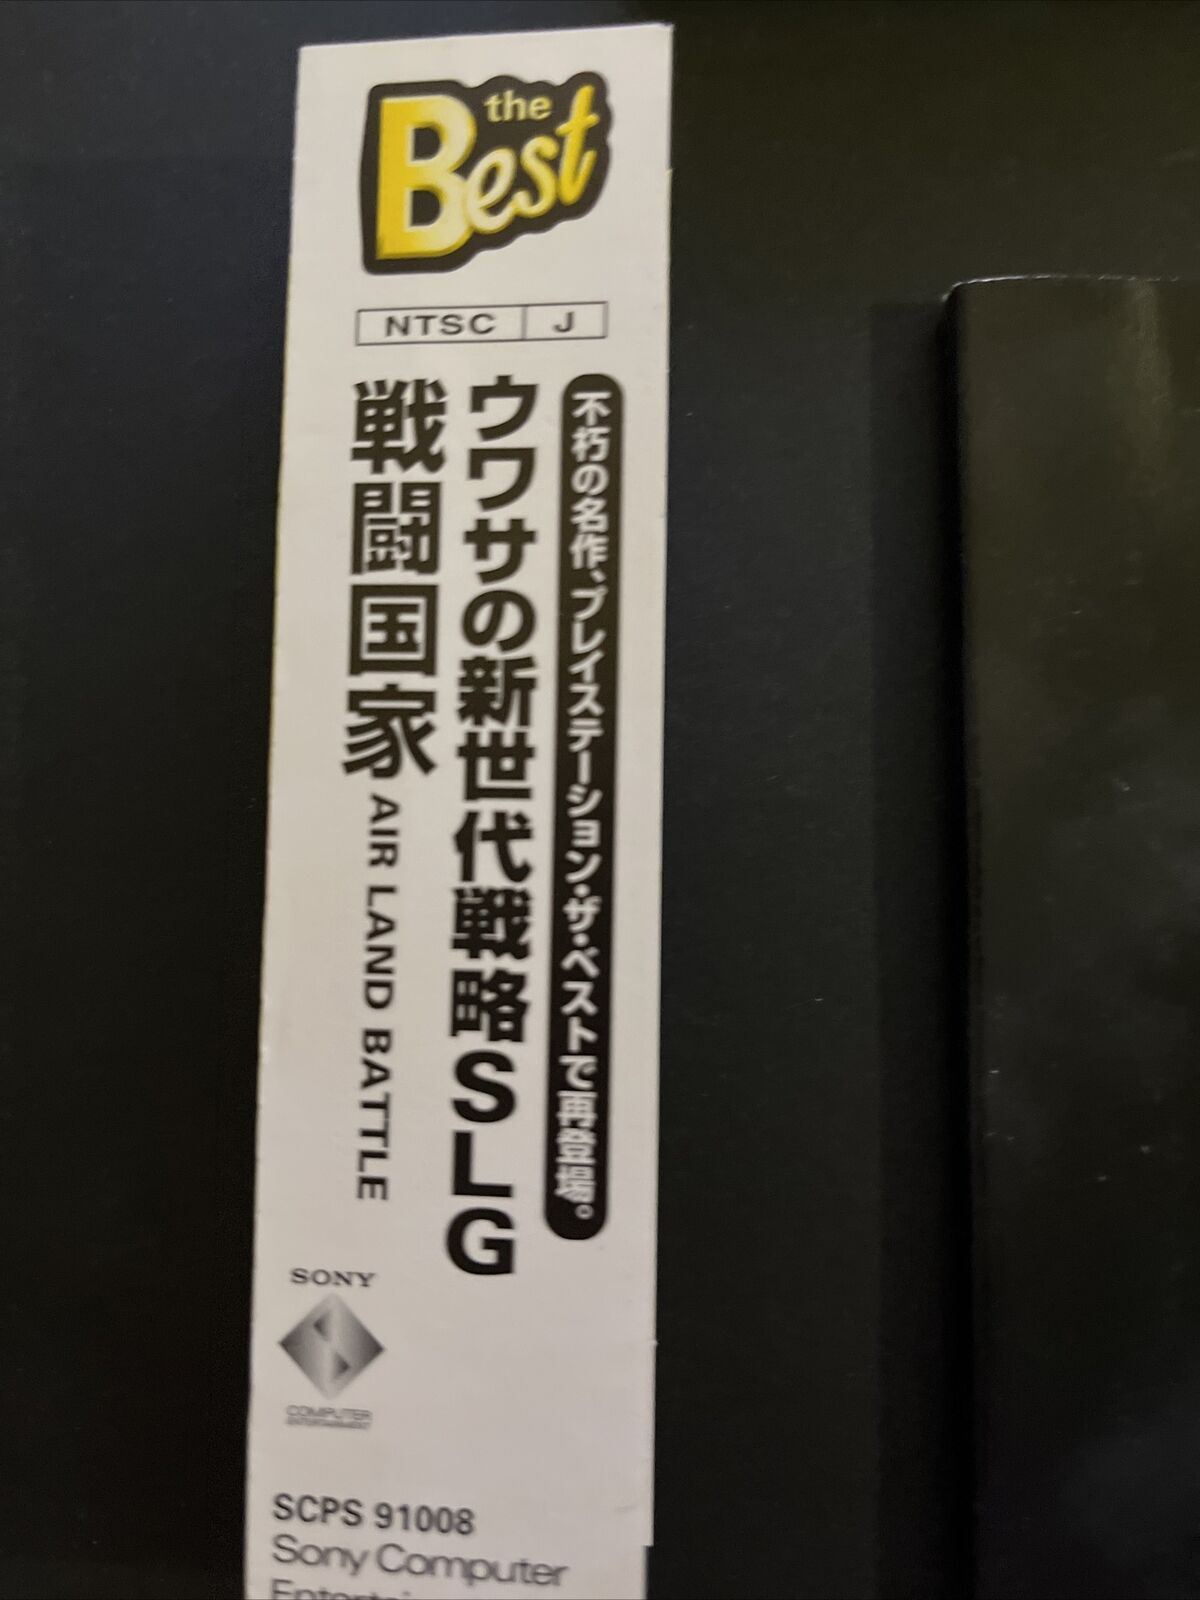 the
Best
NTSC J
不朽の名作、プレイステーション・ザ・ベストで再登場。
ウワサの新世代戦略SLG
戦闘国家 AIR LAND BATTLE
SONY
COMPUTER
ENTERTAINMENT
SCPS 91008
Sony Computer